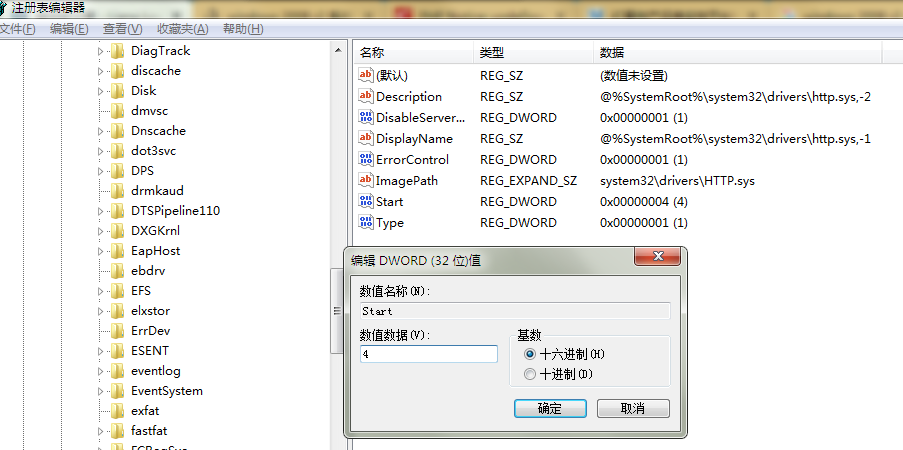 注册表编辑器
文件(F) 编辑(E) 查看(V) 收藏夹(A) 帮助(H)
DiagTrack
discache
Disk
dmvsc
Dnscache
dot3svc
DPS
drmkaud
DTSPipeline110
DXGKrnl
EapHost
ebdrv
EFS
elxstor
ErrDev
ESENT
eventlog
EventSystem
exfat
fastfat
名称 类型 数据
(默认) REG_SZ (数值未设置)
Description REG_SZ @%SystemRoot%\system32\drivers\http.sys,-2
DisableServer... REG_DWORD 0x00000001 (1)
DisplayName REG_SZ @%SystemRoot%\system32\drivers\http.sys,-1
ErrorControl REG_DWORD 0x00000001 (1)
ImagePath REG_EXPAND_SZ system32\drivers\HTTP.sys
Start REG_DWORD 0x00000004 (4)
Type REG_DWORD 0x00000001 (1)
编辑 DWORD (32 位)值
数值名称(N):
Start
数值数据(V):
4
基数
十六进制(H)
十进制(D)
确定 取消